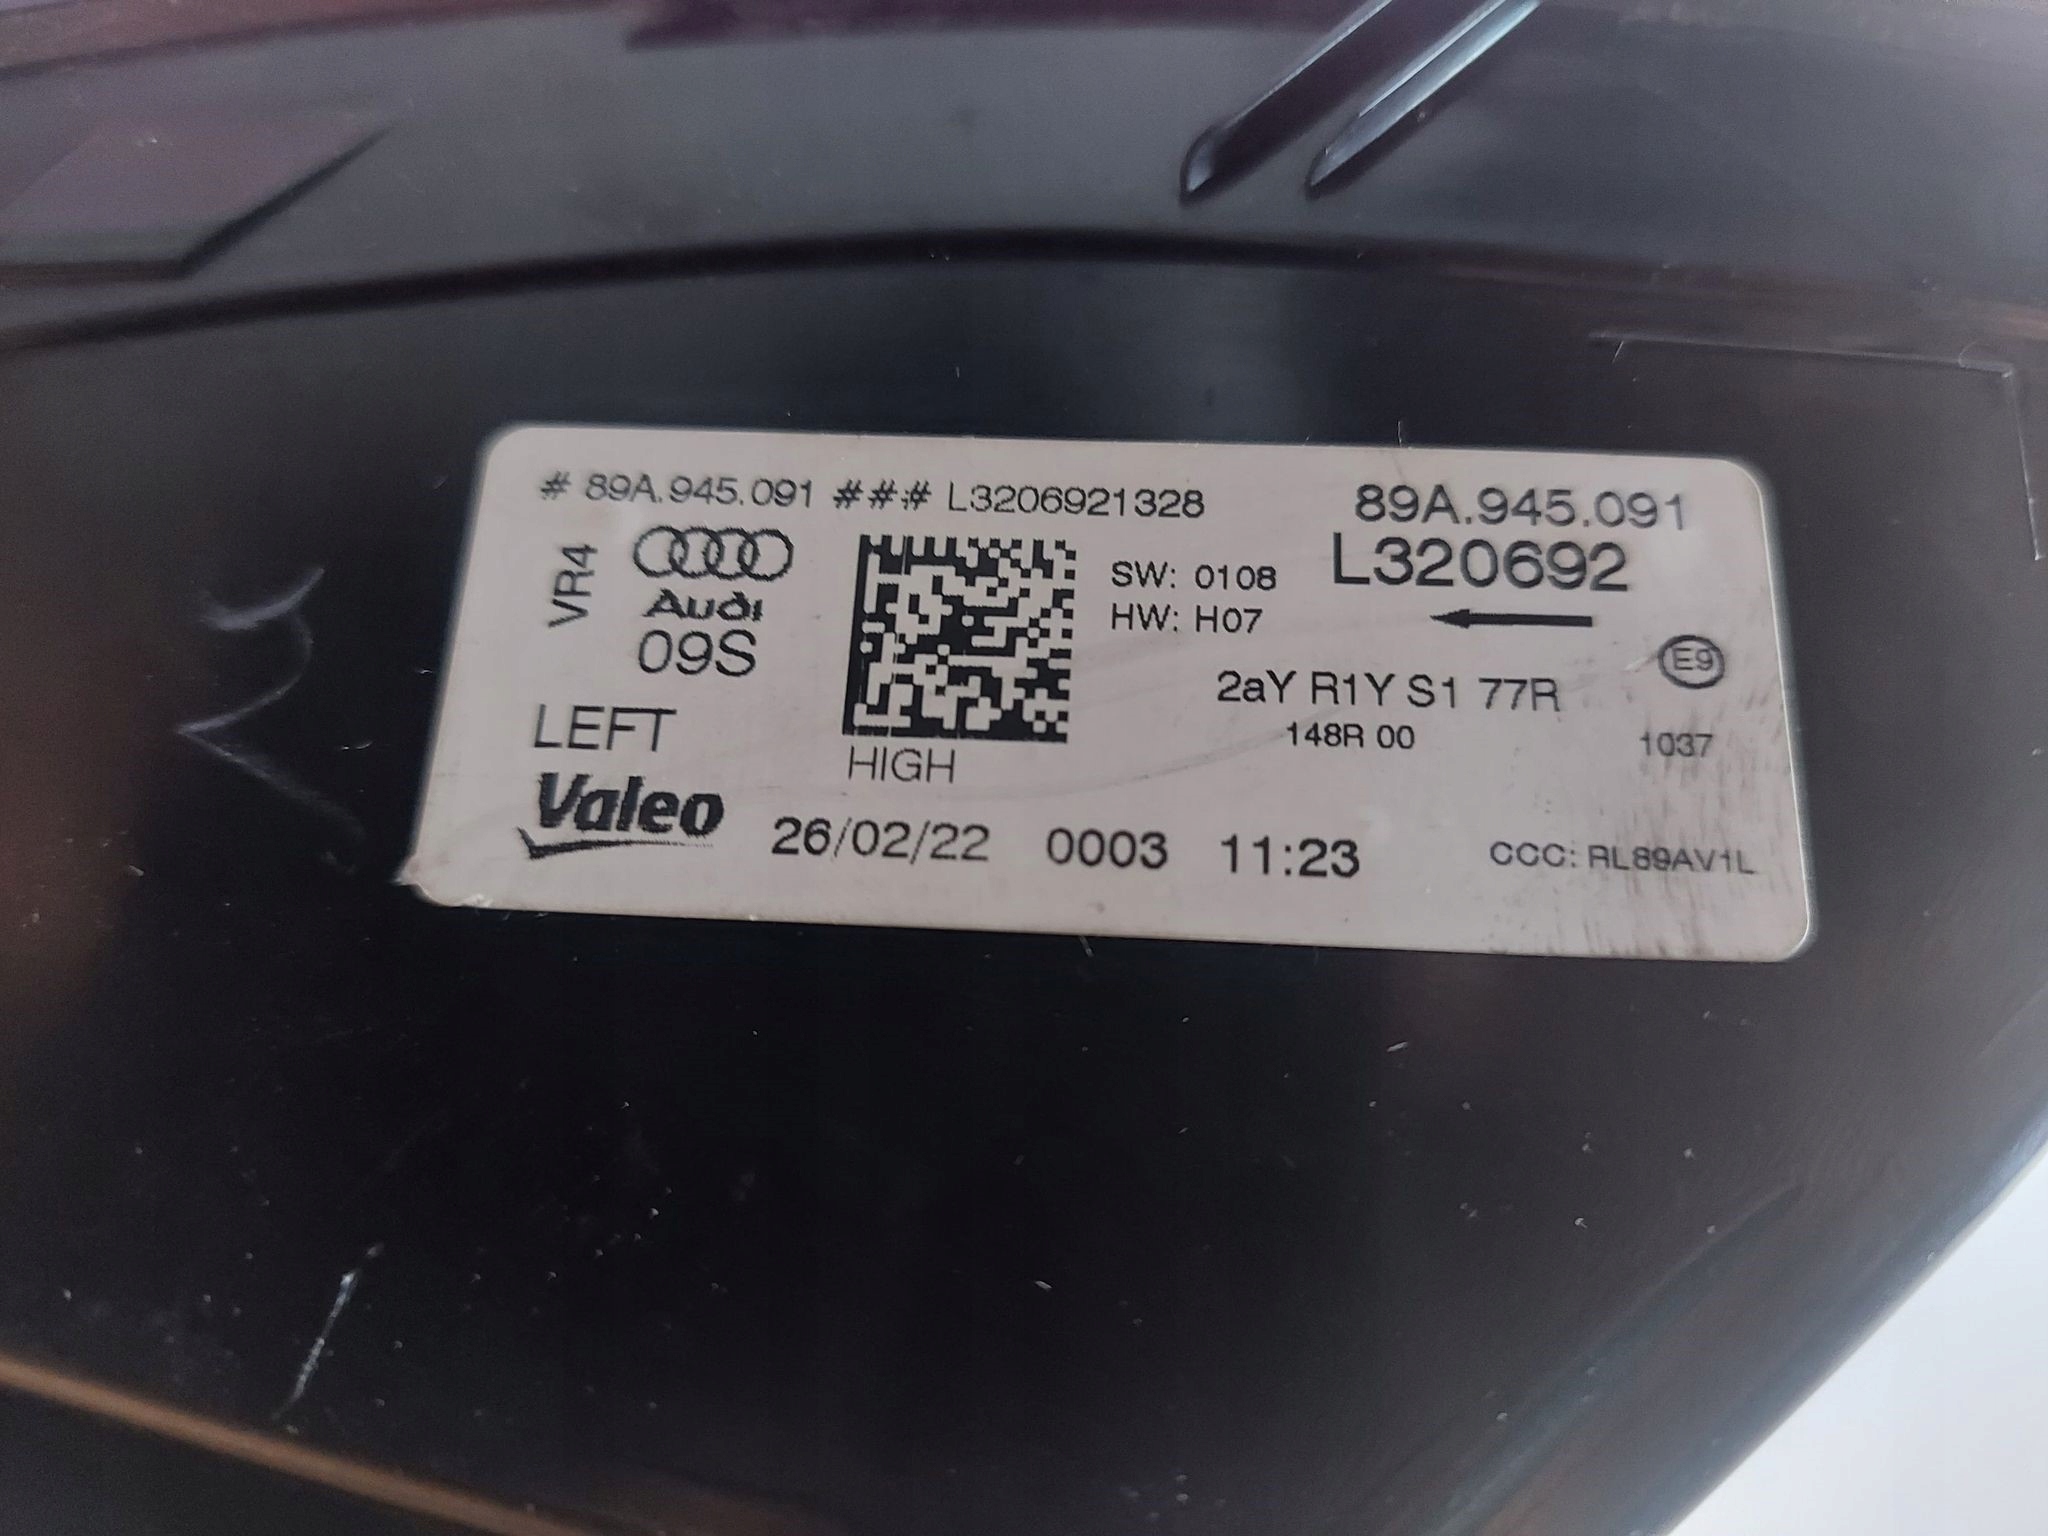 # 89A.945.091 ### L3206921328
89A.945.091
L320692
VR4
Audi
09S
SW: 0108
HW: H07
E9
2aY R1Y S1 77R
148R 00
1037
LEFT
HIGH
Valeo
26/02/22 0003 11:23
CCC: RL89AV1L